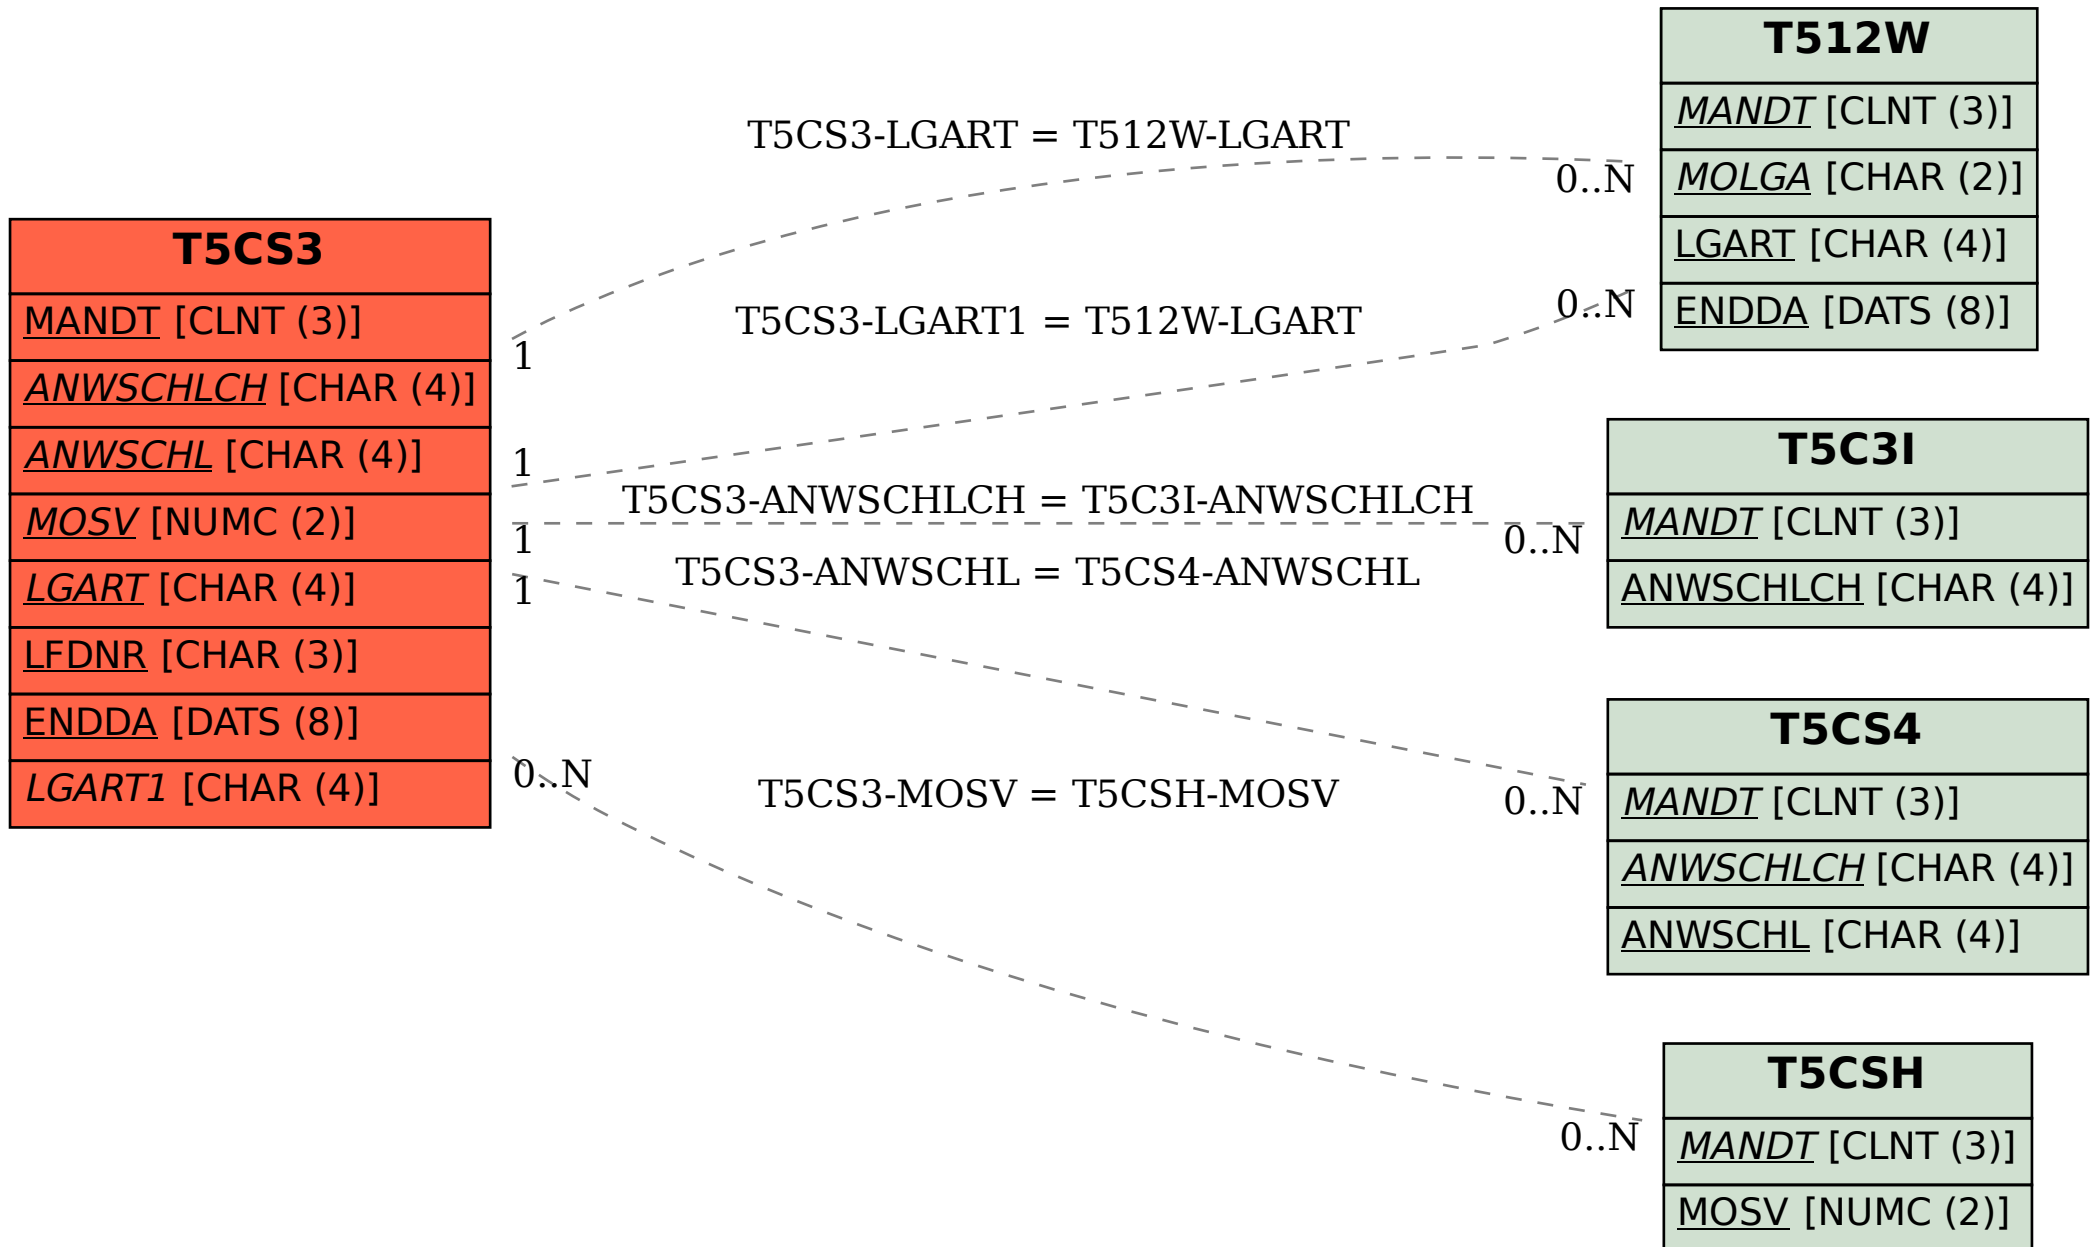 T5CS3
MANDT [CLNT (3)]
ANWSCHLCH [CHAR (4)]
ANWSCHL [CHAR (4)]
MOSV [NUMC (2)]
LGART [CHAR (4)]
LFDNR [CHAR (3)]
ENDDA [DATS (8)]
LGART1 [CHAR (4)]
T5CS3-LGART = T512W-LGART
1
0..N
T5CS3-LGART1 = T512W-LGART
1
0..N
T5CS3-ANWSCHLCH = T5C3I-ANWSCHLCH
1
0..N
T5CS3-ANWSCHL = T5CS4-ANWSCHL
1
0..N
T5CS3-MOSV = T5CSH-MOSV
0..N
0..N
T512W
MANDT [CLNT (3)]
MOLGA [CHAR (2)]
LGART [CHAR (4)]
ENDDA [DATS (8)]
T5C3I
MANDT [CLNT (3)]
ANWSCHLCH [CHAR (4)]
T5CS4
MANDT [CLNT (3)]
ANWSCHLCH [CHAR (4)]
ANWSCHL [CHAR (4)]
T5CSH
MANDT [CLNT (3)]
MOSV [NUMC (2)]